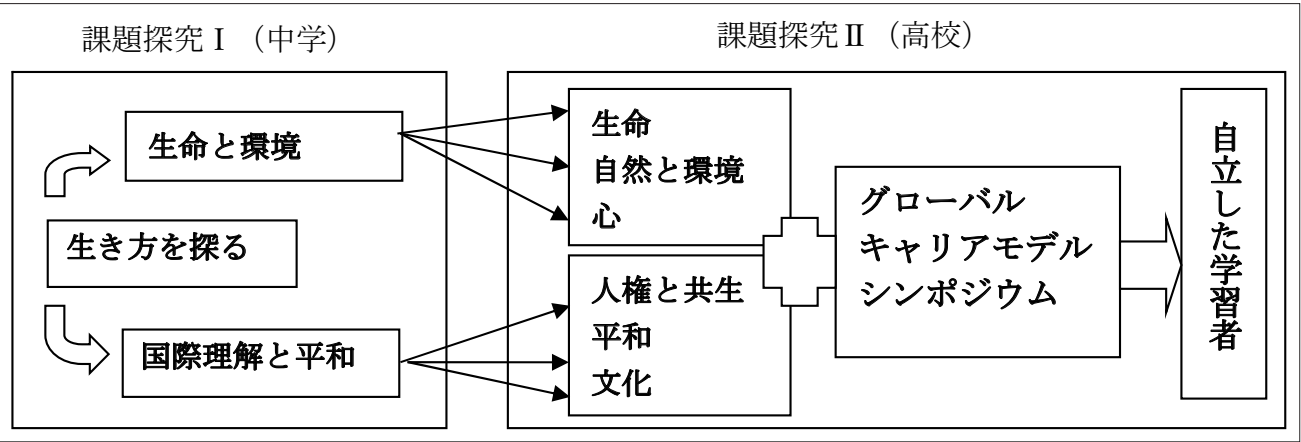 課題探究Ⅰ（中学）
生命と環境
生き方を探る
国際理解と平和
課題探究Ⅱ（高校）
生命
自然と環境
心
人権と共生
平和
文化
グローバル
キャリアモデル
シンポジウム
自立した学習者